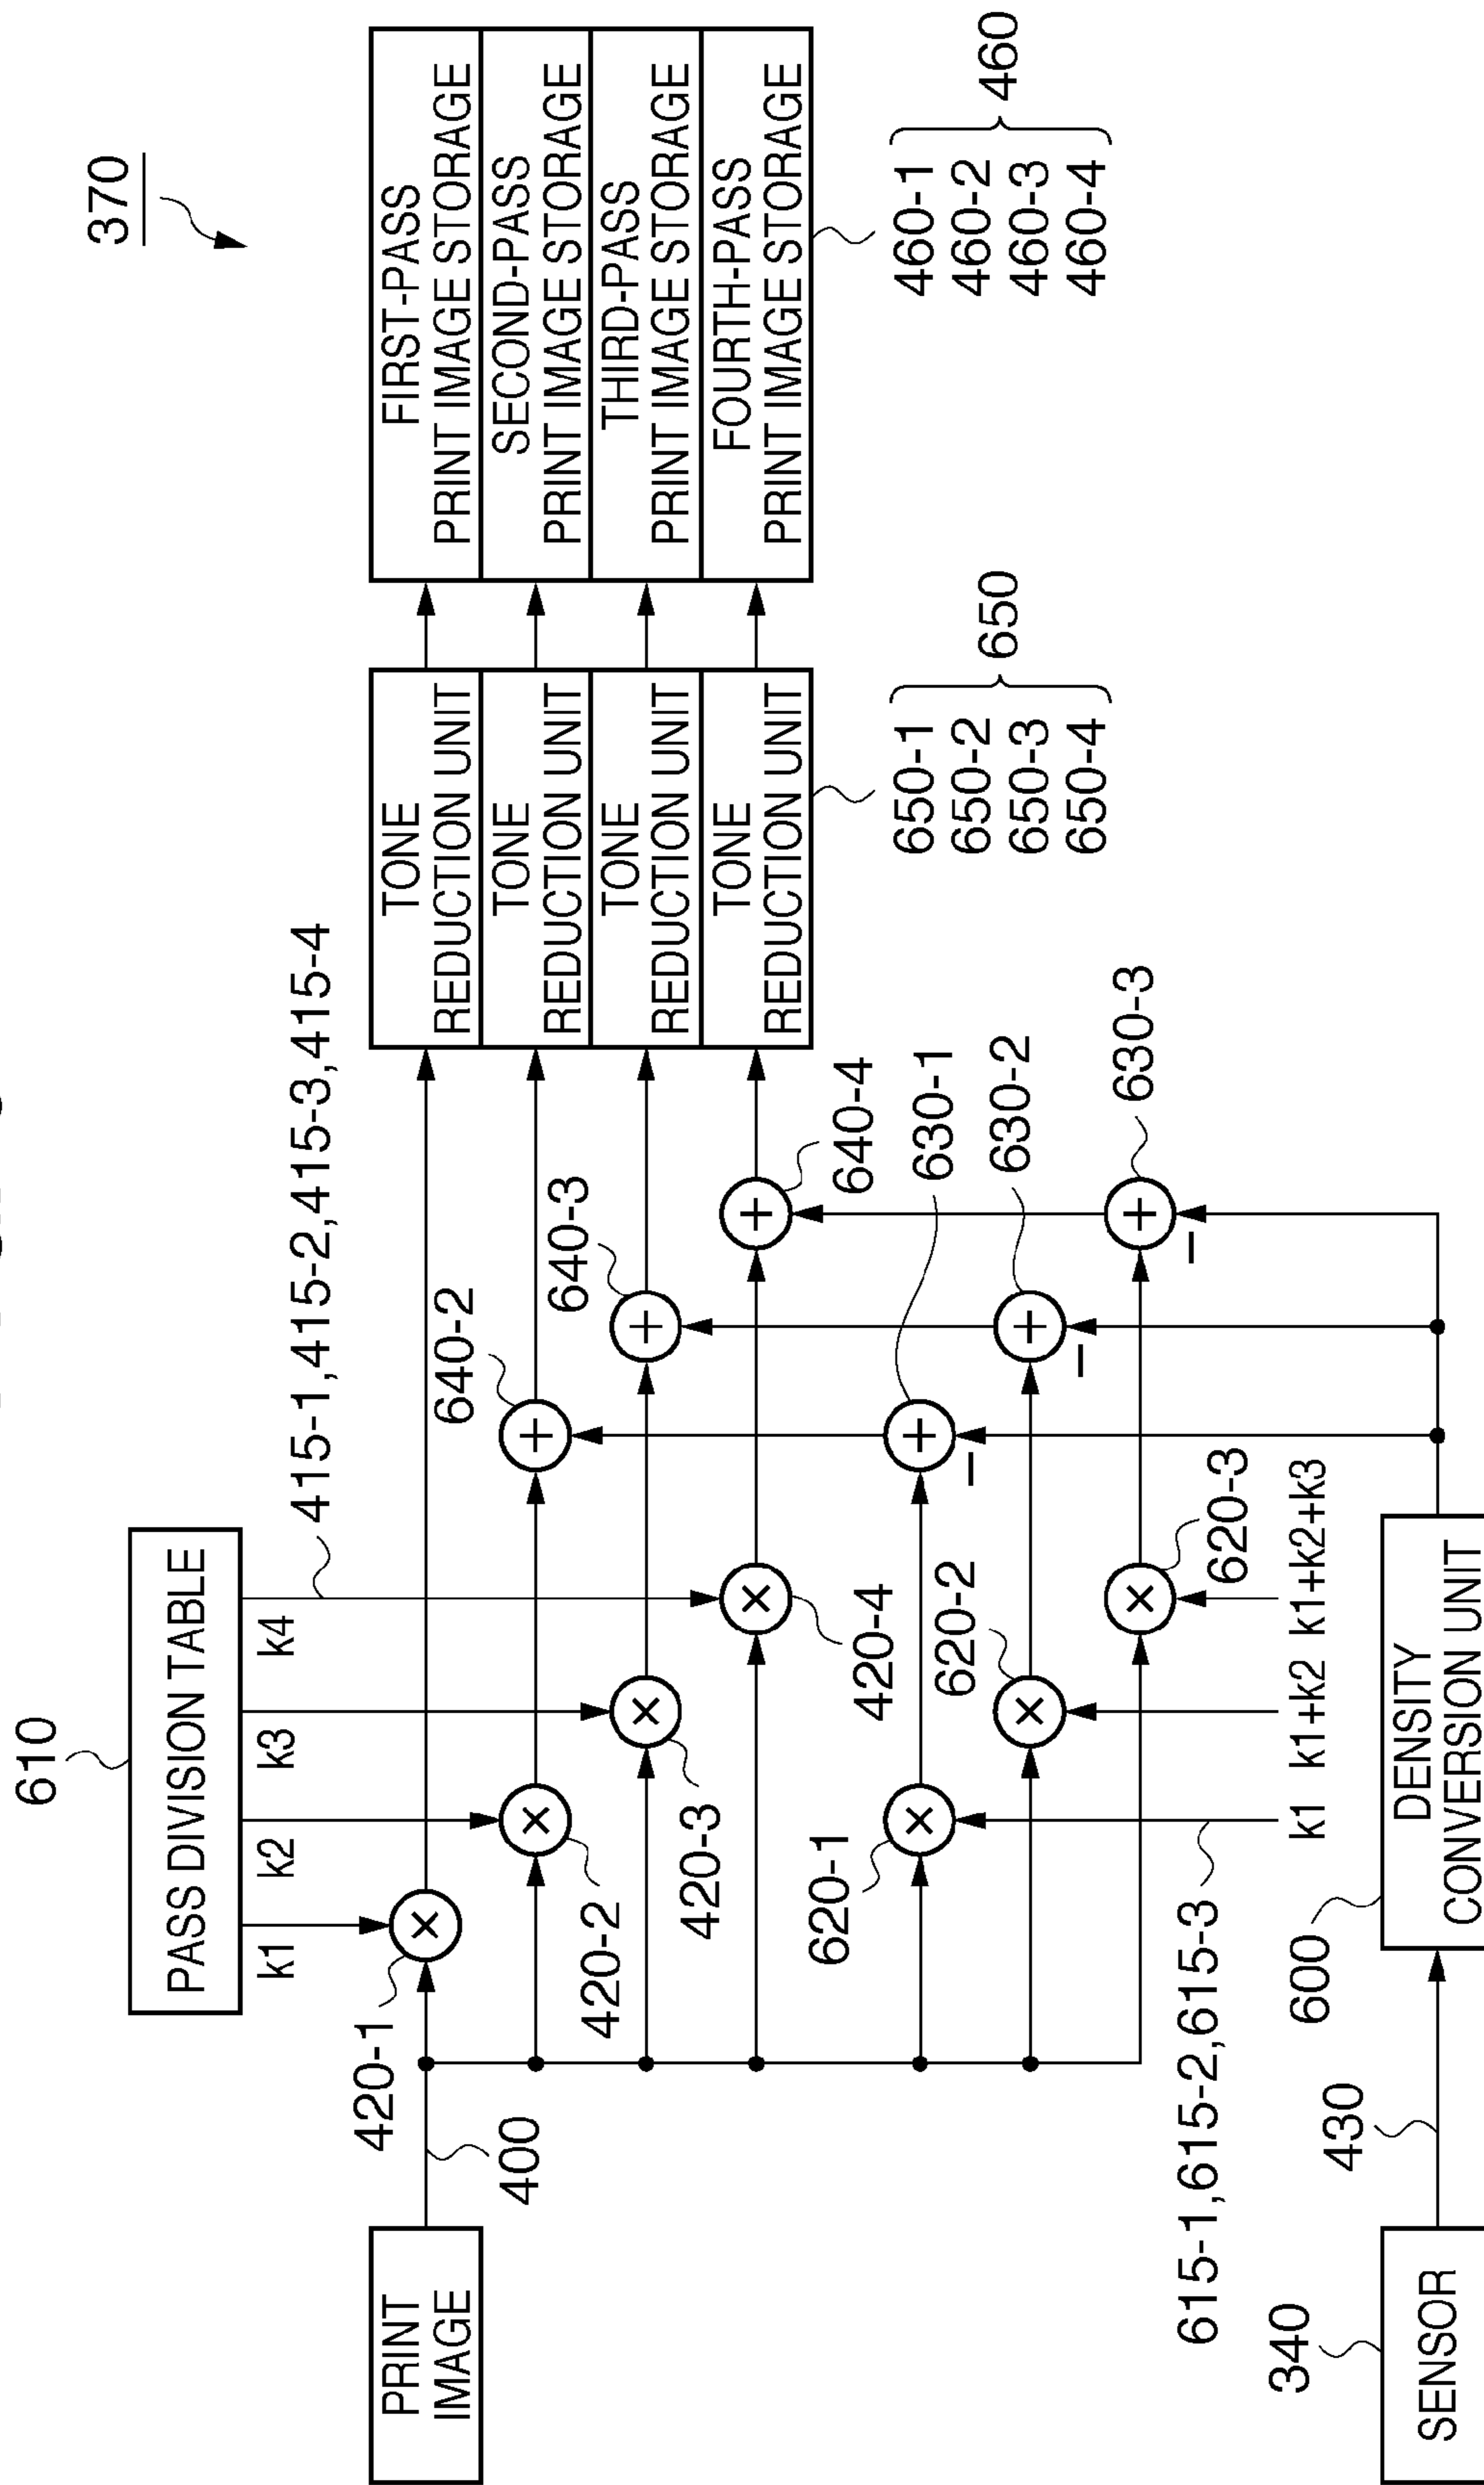 370
610
PASS DIVISION TABLE
k1
k2
k3
k4
415-1,415-2,415-3,415-4
PRINT
IMAGE
400
420-1
420-2
420-3
420-4
640-2
640-3
640-4
TONE
REDUCTION UNIT
TONE
REDUCTION UNIT
TONE
REDUCTION UNIT
TONE
REDUCTION UNIT
650-1
650-2
650-3
650-4
650
FIRST-PASS
PRINT IMAGE STORAGE
SECOND-PASS
PRINT IMAGE STORAGE
THIRD-PASS
PRINT IMAGE STORAGE
FOURTH-PASS
PRINT IMAGE STORAGE
460-1
460-2
460-3
460-4
460
620-1
620-2
620-3
630-1
630-2
630-3
615-1,615-2,615-3
k1
k1+k2
k1+k2+k3
340
SENSOR
430
600
DENSITY
CONVERSION UNIT